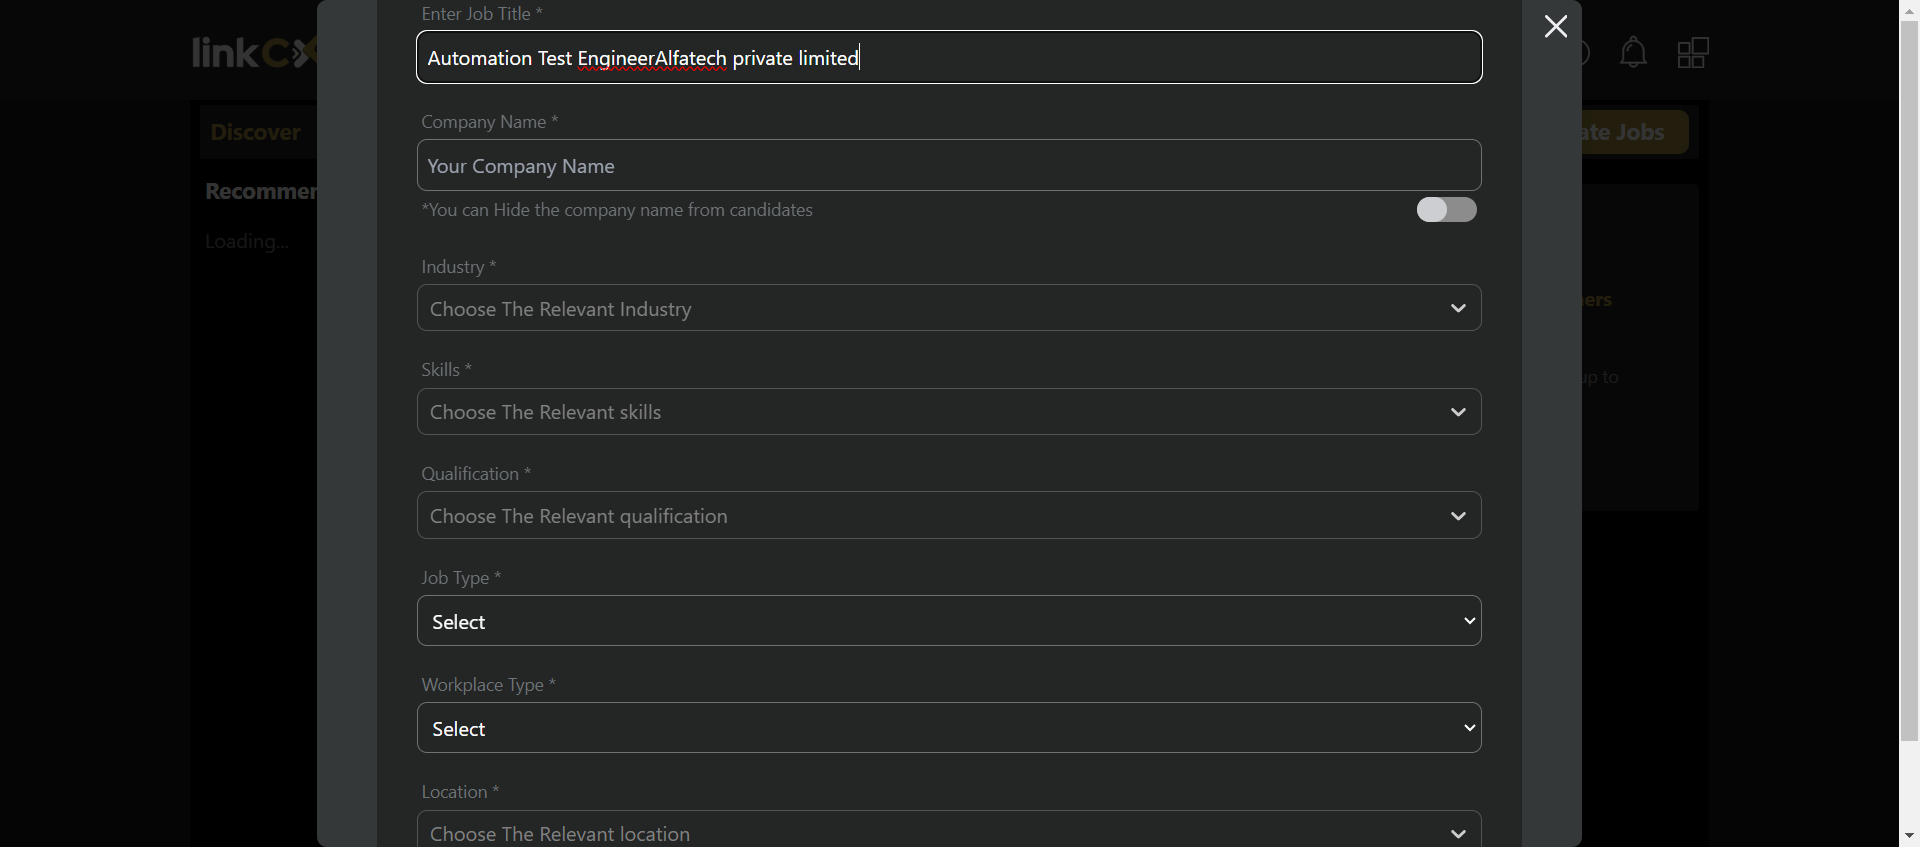 Enter Job Title *
Automation Test EngineerAlfatech private limited
linkCX
Company Name *
Discover
ate Jobs
Your Company Name
Recommen
*You can Hide the company name from candidates
Loading...
Industry *
Choose The Relevant Industry
ers
Skills *
up to
Choose The Relevant skills
Qualification *
Choose The Relevant qualification
Job Type *
Select
Workplace Type *
Select
Location *
Choose The Relevant location